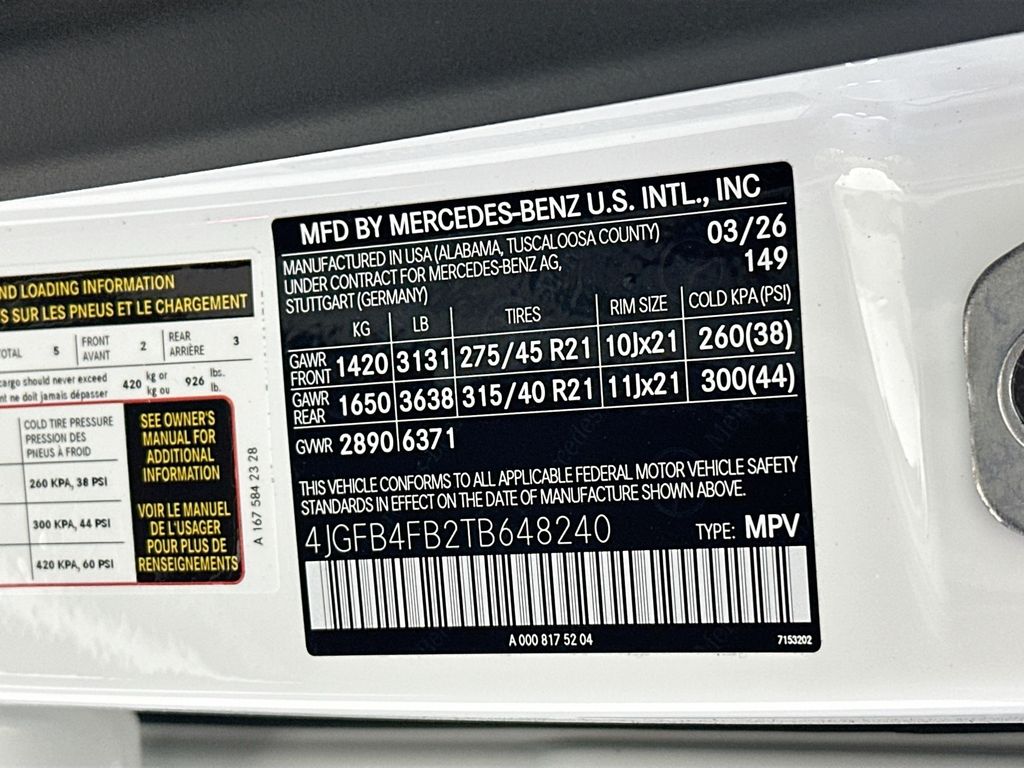 ND LOADING INFORMATION
S SUR LES PNEUS ET LE CHARGEMENT
OTAL 5 FRONT AVANT 2 REAR ARRIÈRE 3
cargo should never exceed 420 kg or 926 lbs.
nt ne doit jamais dépasser kg ou lb.
COLD TIRE PRESSURE
PRESSION DES
PNEUS À FROID
260 KPA, 38 PSI
300 KPA, 44 PSI
420 KPA, 60 PSI
SEE OWNER'S
MANUAL FOR
ADDITIONAL
INFORMATION
VOIR LE MANUEL
DE L'USAGER
POUR PLUS DE
RENSEIGNEMENTS
A 167 584 23 28
MFD BY MERCEDES-BENZ U.S. INTL., INC
MANUFACTURED IN USA (ALABAMA, TUSCALOOSA COUNTY) 03/26
UNDER CONTRACT FOR MERCEDES-BENZ AG, 149
STUTTGART (GERMANY)
KG LB TIRES RIM SIZE COLD KPA (PSI)
GAWR FRONT 1420 3131 275/45 R21 10Jx21 260(38)
GAWR REAR 1650 3638 315/40 R21 11Jx21 300(44)
GVWR 2890 6371
THIS VEHICLE CONFORMS TO ALL APPLICABLE FEDERAL MOTOR VEHICLE SAFETY
STANDARDS IN EFFECT ON THE DATE OF MANUFACTURE SHOWN ABOVE.
4JGFB4FB2TB648240 TYPE: MPV
A 000 817 52 04 7153202